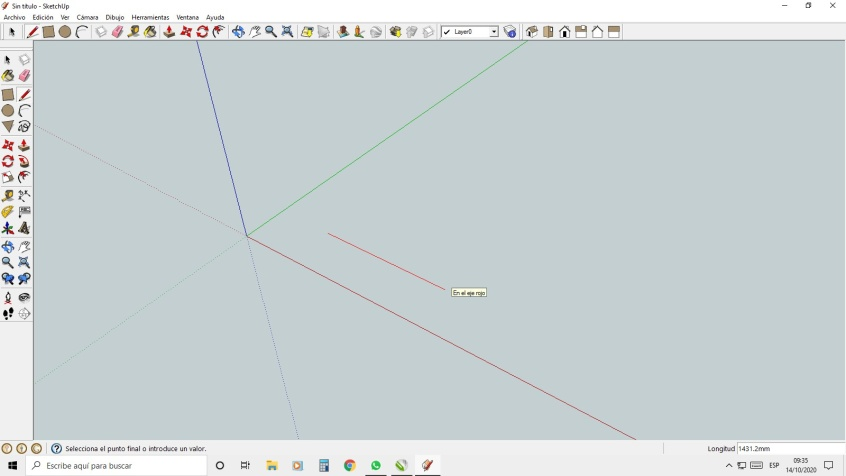 Sin título - SketchUp
Archivo Edición Ver Cámara Dibujo Herramientas Ventana Ayuda
Layer0
En el eje rojo
Selecciona el punto final o introduce un valor.
Longitud 1431.2mm
Escribe aquí para buscar
ESP
09:35
14/10/2020